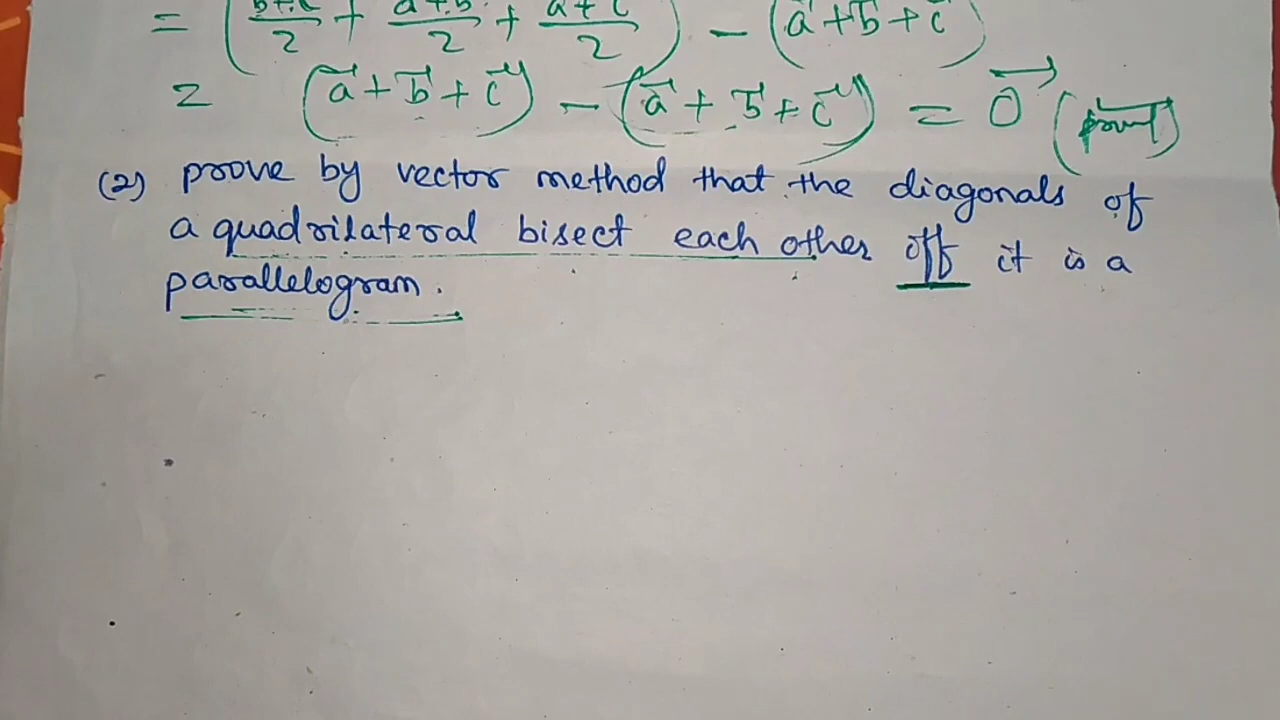 = (b+c/2 + a+b/2 + a+c/2) - (a⃗+b⃗+c⃗)
= (a⃗+b⃗+c⃗) - (a⃗+b⃗+c⃗) = 0⃗ (proved)
(2) prove by vector method that the diagonals of
a quadrilateral bisect each other iff it is a
parallelogram.